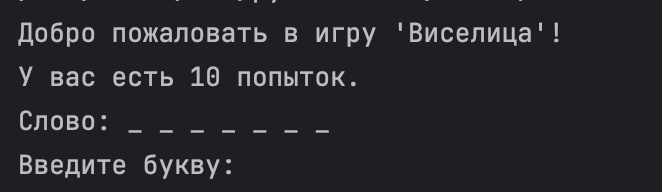 Добро пожаловать в игру 'Виселица'!
У вас есть 10 попыток.
Слово: _ _ _ _ _ _ _
Введите букву: